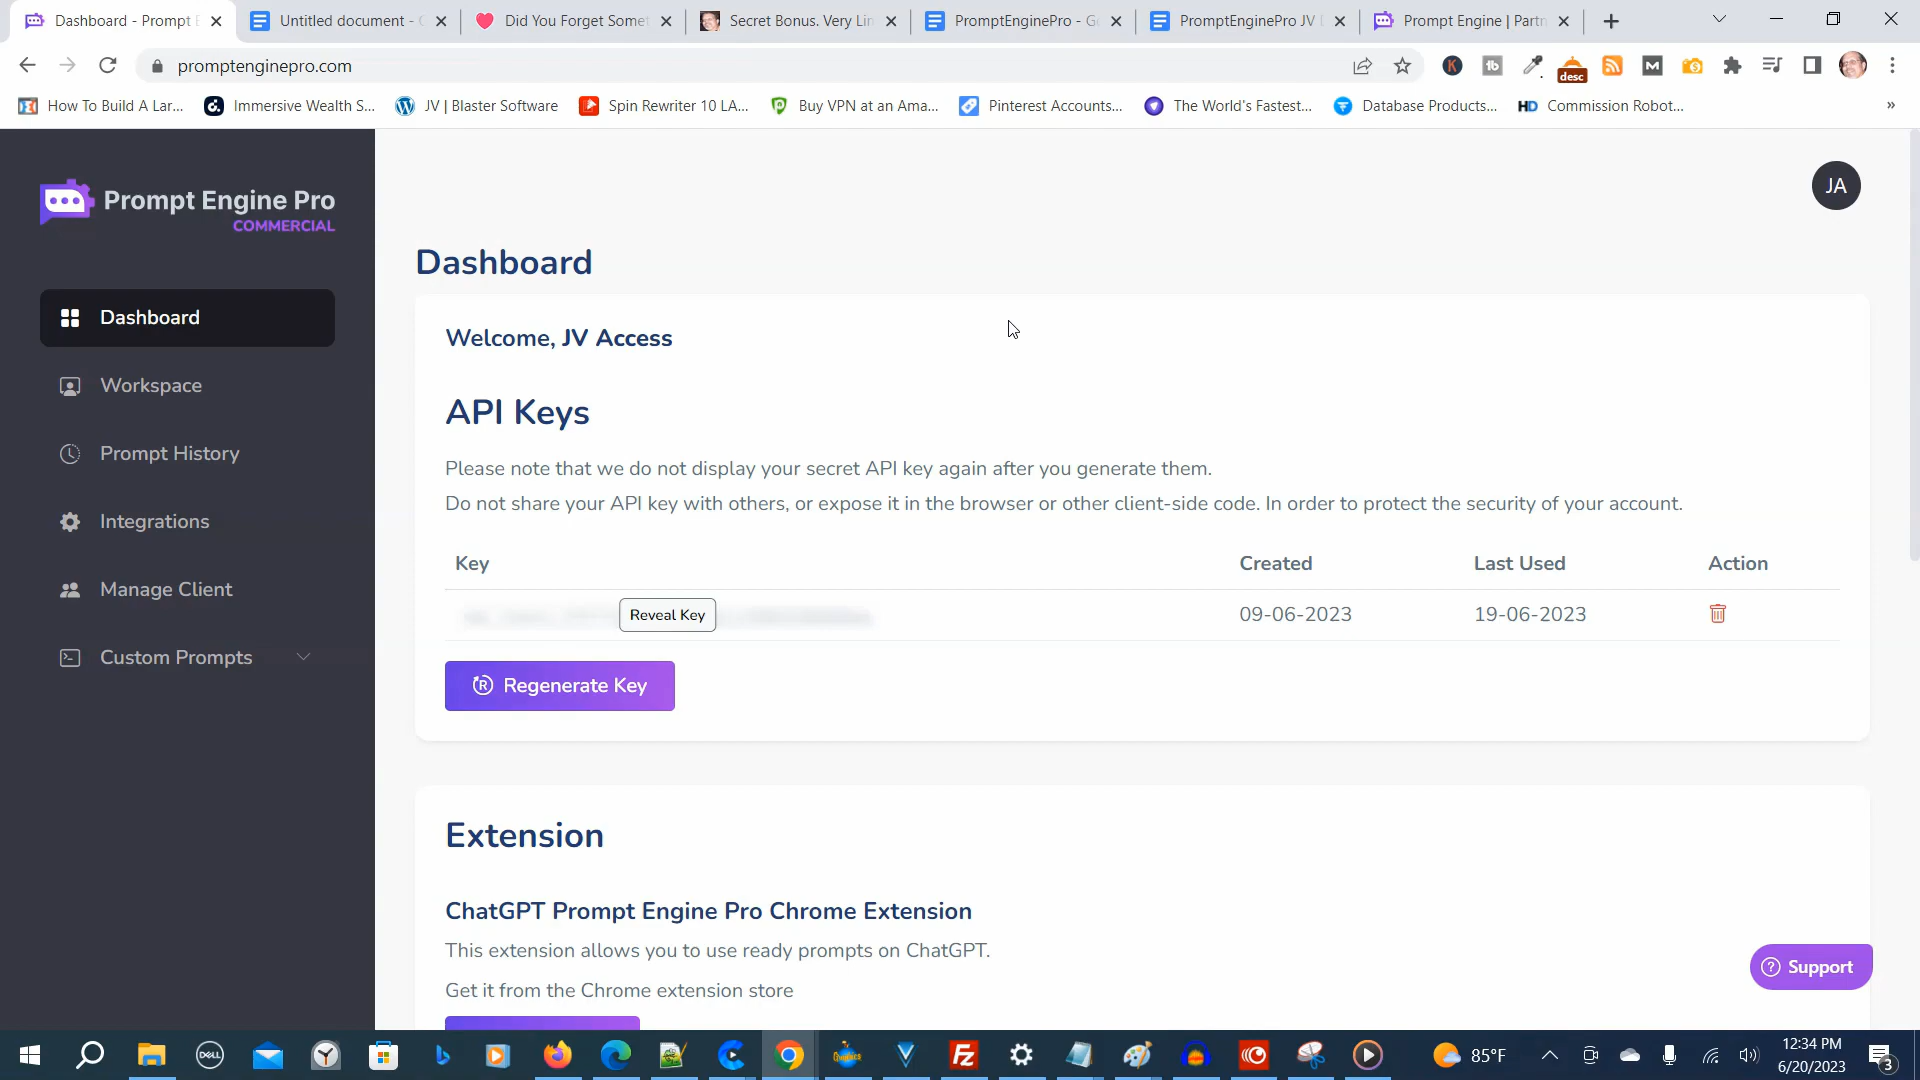 Dashboard - Prompt E
Untitled document - G
Did You Forget Somet
Secret Bonus. Very Lin
PromptEnginePro - Go
PromptEnginePro JV D
Prompt Engine | Partn
promptenginepro.com
desc
How To Build A Lar...
Immersive Wealth S...
JV | Blaster Software
Spin Rewriter 10 LA...
Buy VPN at an Ama...
Pinterest Accounts...
The World's Fastest...
Database Products...
Commission Robot...
»
Prompt Engine Pro
COMMERCIAL
JA
Dashboard
Workspace
Prompt History
Integrations
Manage Client
Custom Prompts
Dashboard
Welcome, JV Access
API Keys
Please note that we do not display your secret API key again after you generate them.
Do not share your API key with others, or expose it in the browser or other client-side code. In order to protect the security of your account.
Key Created Last Used Action
Reveal Key 09-06-2023 19-06-2023
Regenerate Key
Extension
ChatGPT Prompt Engine Pro Chrome Extension
This extension allows you to use ready prompts on ChatGPT.
Get it from the Chrome extension store
Support
DELL
85°F
12:34 PM
6/20/2023
3